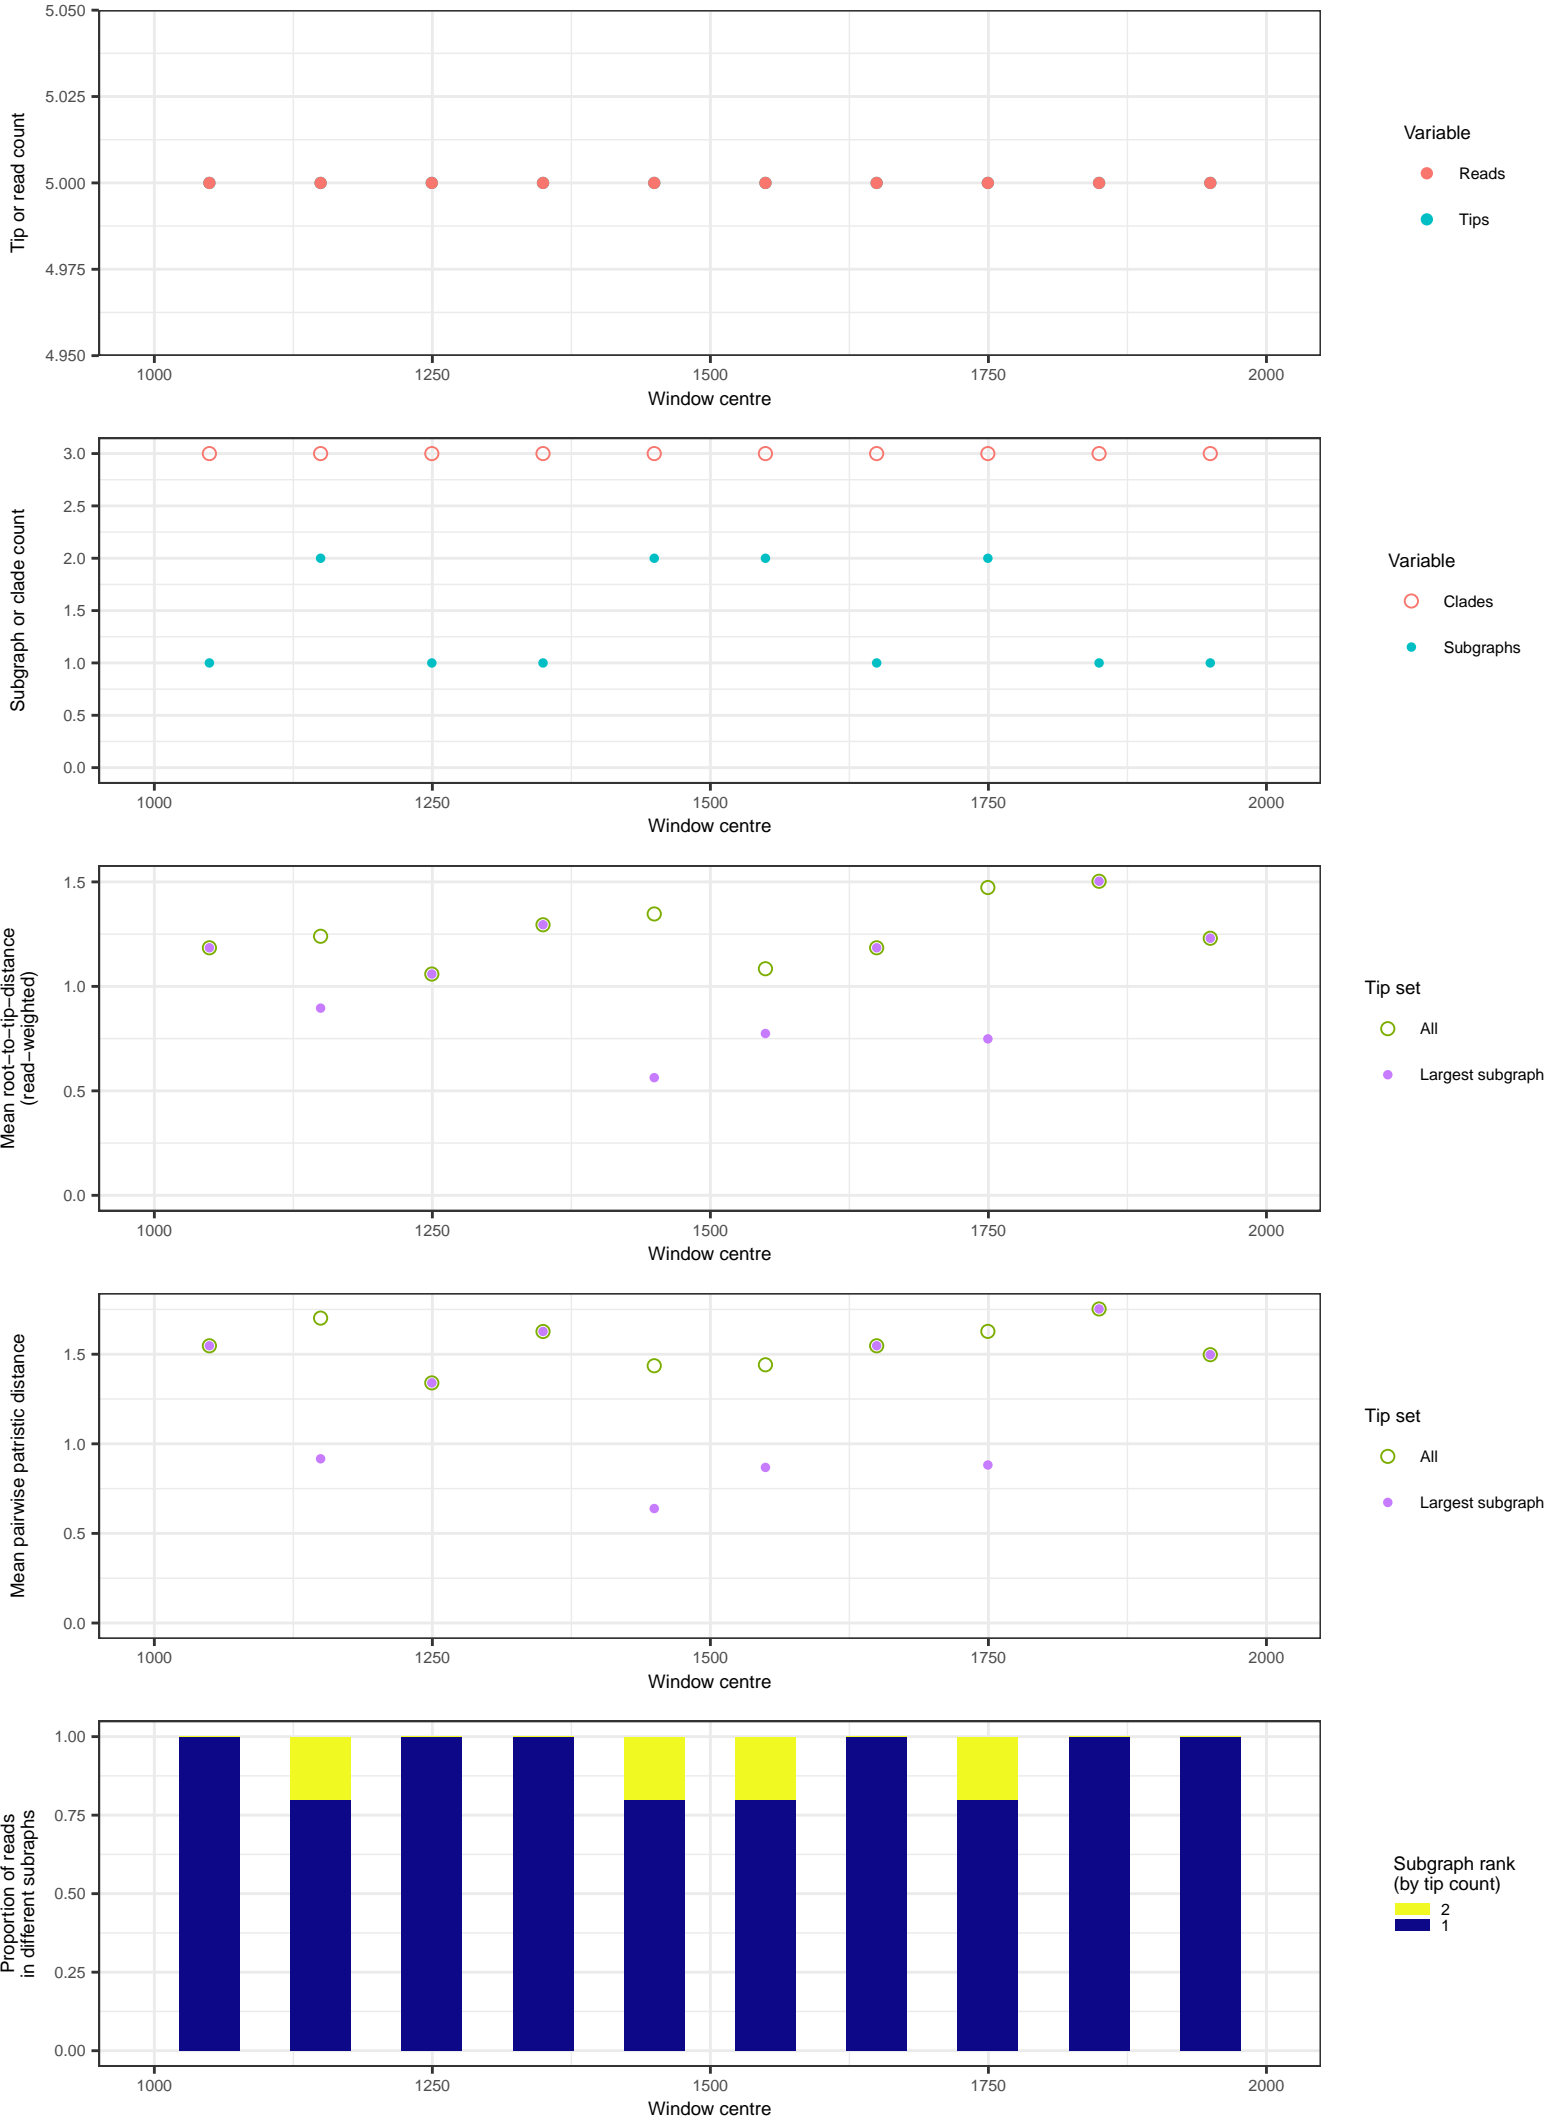 5.050
5.025
5.000
4.975
4.950
Tip or read count
1000 1250 1500 1750 2000
Window centre
Variable
Reads
Tips
3.0
2.5
2.0
1.5
1.0
0.5
0.0
Subgraph or clade count
1000 1250 1500 1750 2000
Window centre
Variable
Clades
Subgraphs
1.5
1.0
0.5
0.0
Mean root−to−tip−distance
(read−weighted)
1000 1250 1500 1750 2000
Window centre
Tip set
All
Largest subgraph
1.5
1.0
0.5
0.0
Mean pairwise patristic distance
1000 1250 1500 1750 2000
Window centre
Tip set
All
Largest subgraph
1.00
0.75
0.50
0.25
0.00
Proportion of reads
in different subraphs
1000 1250 1500 1750 2000
Window centre
Subgraph rank
(by tip count)
2
1